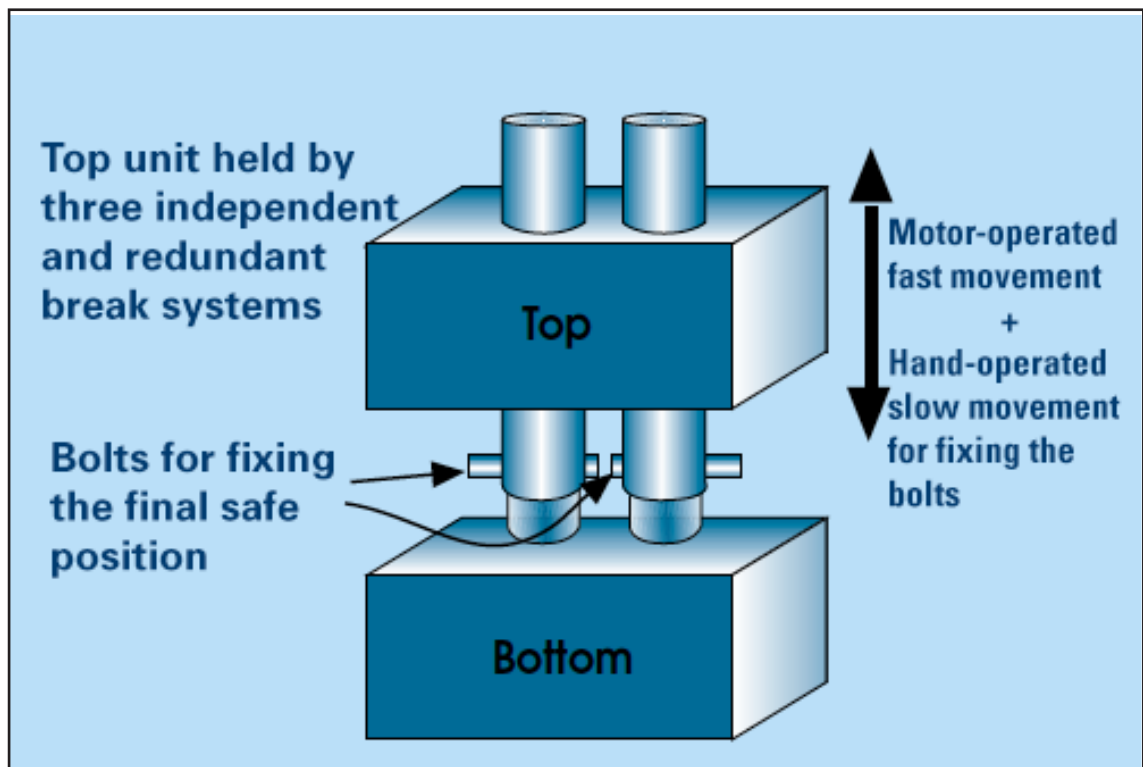 Top unit held by
three independent
and redundant
break systems
Top
Motor-operated
fast movement
+
Hand-operated
slow movement
for fixing the
bolts
Bolts for fixing
the final safe
position
Bottom